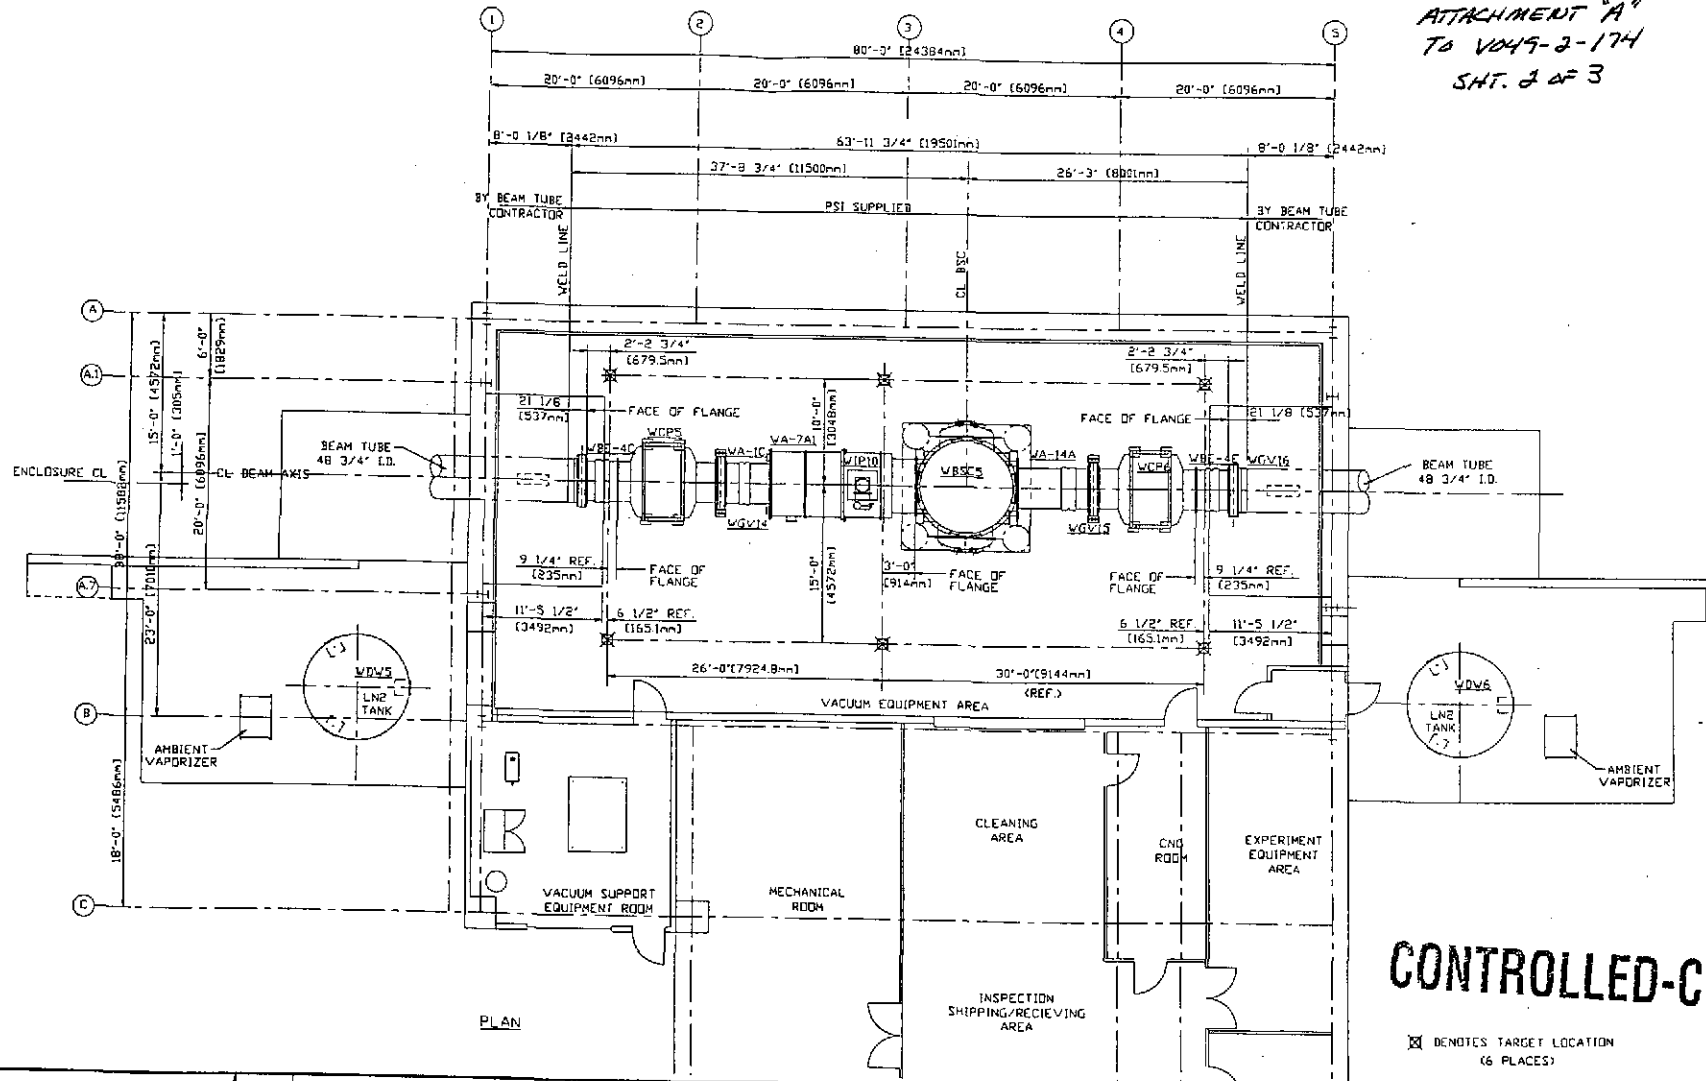 ATTACHMENT "A"
TO V049-2-174
SHT. 2 OF 3
1
2
3
4
5
80'-0" [24384mm]
20'-0" [6096mm]
20'-0" [6096mm]
20'-0" [6096mm]
20'-0" [6096mm]
8'-0 1/8" [2442mm]
63'-11 3/4" [19501mm]
8'-0 1/8" [2442mm]
37'-8 3/4" [11500mm]
26'-3" [8001mm]
BY BEAM TUBE
CONTRACTOR
PSI SUPPLIED
BY BEAM TUBE
CONTRACTOR
WELD LINE
CL BSC
WELD LINE
A
A.1
A.7
B
C
6'-0"
[1829mm]
15'-0" [4572mm]
1'-0" [305mm]
20'-0" [6096mm]
38'-0" [11582mm]
23'-0" [7010mm]
18'-0" [5486mm]
2'-2 3/4"
[679.5mm]
2'-2 3/4"
[679.5mm]
21 1/8
[537mm]
FACE OF FLANGE
10'-0"
[3048mm]
FACE OF FLANGE
21 1/8 [537mm]
BEAM TUBE
48 3/4" I.D.
ENCLOSURE CL
CL BEAM AXIS
WCP5
WA-7A1
WIP10
WBSC5
WA-14A
WCP6
WGV16
WGV14
WGV15
BEAM TUBE
48 3/4" I.D.
9 1/4" REF.
[235mm]
FACE OF
FLANGE
15'-0"
[4572mm]
3'-0"
[914mm]
FACE OF
FLANGE
FACE OF
FLANGE
9 1/4" REF.
[235mm]
11'-5 1/2"
[3492mm]
6 1/2" REF.
[165.1mm]
6 1/2" REF.
[165.1mm]
11'-5 1/2"
[3492mm]
26'-0"[7924.8mm]
30'-0"[9144mm]
(REF.)
VACUUM EQUIPMENT AREA
WDW5
LN2
TANK
AMBIENT
VAPORIZER
WDW6
LN2
TANK
AMBIENT
VAPORIZER
CLEANING
AREA
ROOM
EXPERIMENT
EQUIPMENT
AREA
VACUUM SUPPORT
EQUIPMENT ROOM
MECHANICAL
ROOM
INSPECTION
SHIPPING/RECIEVING
AREA
PLAN
CONTROLLED-C
DENOTES TARGET LOCATION
(6 PLACES)